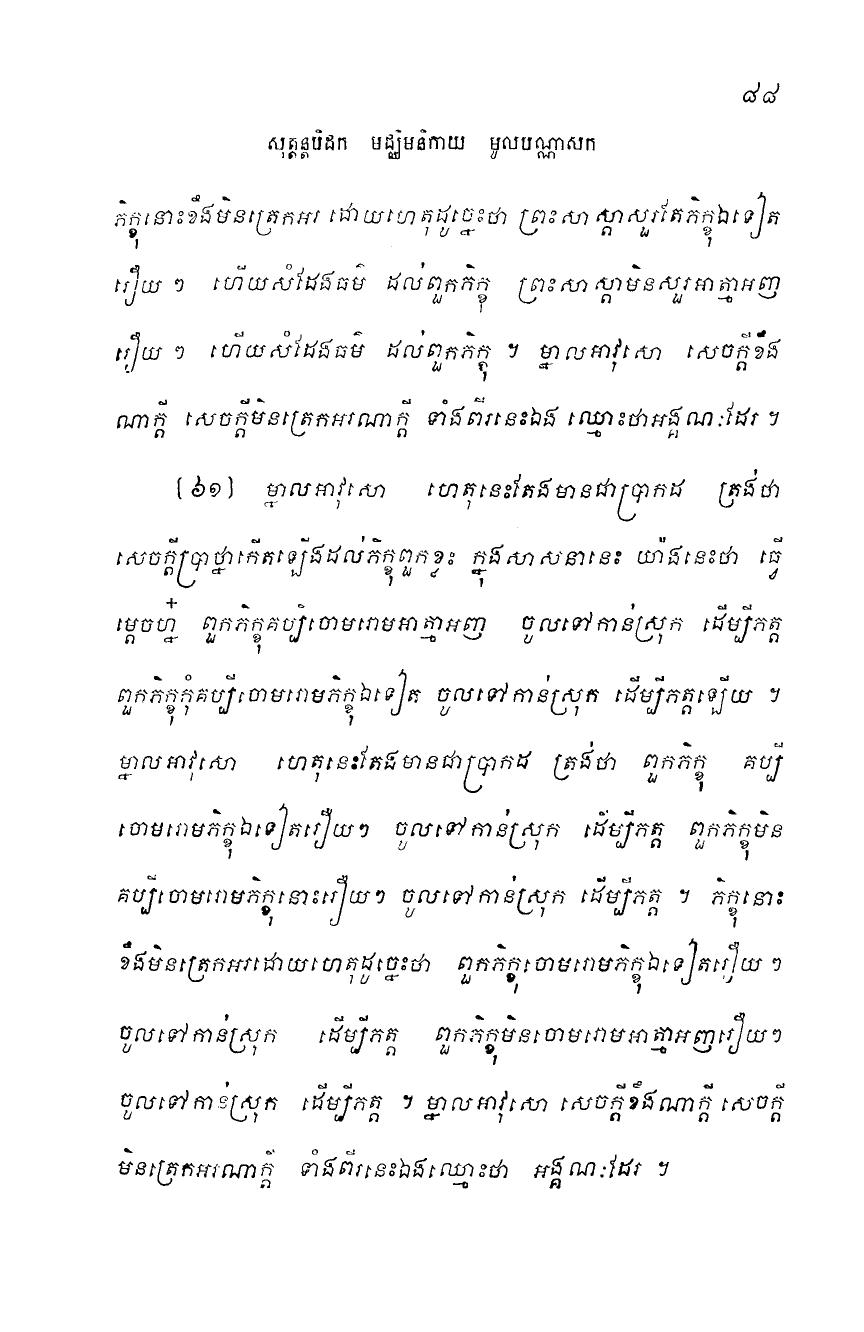 ៨៨
សុត្តន្តបិដក មជ្ឈិមនិកាយ មូលបណ្ណាសក
ភិក្ខុនោះខឹងមិនត្រេកអរ ដោយហេតុដូច្នេះថា ព្រះសាស្តាសួរតែភិក្ខុឯទៀត
រឿយ ៗ ហើយសំដែងធម៌ ដល់ពួកភិក្ខុ ព្រះសាស្តាមិនសួរអាត្មាអញ
រឿយ ៗ ហើយសំដែងធម៌ ដល់ពួកភិក្ខុ ។ ម្នាលអាវុសោ សេចក្តីខឹង
ណាក្តី សេចក្តីមិនត្រេកអរណាក្តី ទាំងពីរនេះឯង ឈ្មោះថាអង្គណៈដែរ ។
[៦១] ម្នាលអាវុសោ ហេតុនេះតែងមានជាប្រាកដ ត្រង់ថា
សេចក្តីប្រាថ្នាកើតឡើងដល់ភិក្ខុពួកខ្លះ ក្នុងសាសនានេះ យ៉ាងនេះថា ធ្វើ
ម្តេចហ្ន៎ ពួកភិក្ខុគប្បីចោមរោមអាត្មាអញ ចូលទៅកាន់ស្រុក ដើម្បីភត្ត
ពួកភិក្ខុកុំគប្បីចោមរោមភិក្ខុឯទៀត ចូលទៅកាន់ស្រុត ដើម្បីភត្តឡើយ ។
ម្នាលអាវុសោ ហេតុនេះតែងមានជាប្រាកដ ត្រង់ថា ពួកភិក្ខុ គប្បី
ចោមរោមភិក្ខុឯទៀតរឿយៗ ចូលទៅកាន់ស្រុក ដើម្បីភត្ត ពួកភិក្ខុមិន
គប្បីចោមរោមភិក្ខុនោះរឿយៗ ចូលទៅកាន់ស្រុក ដើម្បីភត្ត ។ ភិក្ខុនោះ
ខឹងមិនត្រេកអរដោយហេតុដូច្នេះថា ពួកភិក្ខុចោមរោមភិក្ខុឯទៀតរឿយ ៗ
ចូលទៅកាន់ស្រុក ដើម្បីភត្ត ពួកភិក្ខុមិនចោមរោមអាត្មាអញរឿយៗ
ចូលទៅកាន់ស្រុត ដើម្បីភត្ត ។ ម្នាលអាវុសោ សេចក្តីខឹងណាក្តី សេចក្តី
មិនត្រេកអរណាក្តី ទាំងពីរនេះឯងឈ្មោះថា អង្គណៈដែរ ។